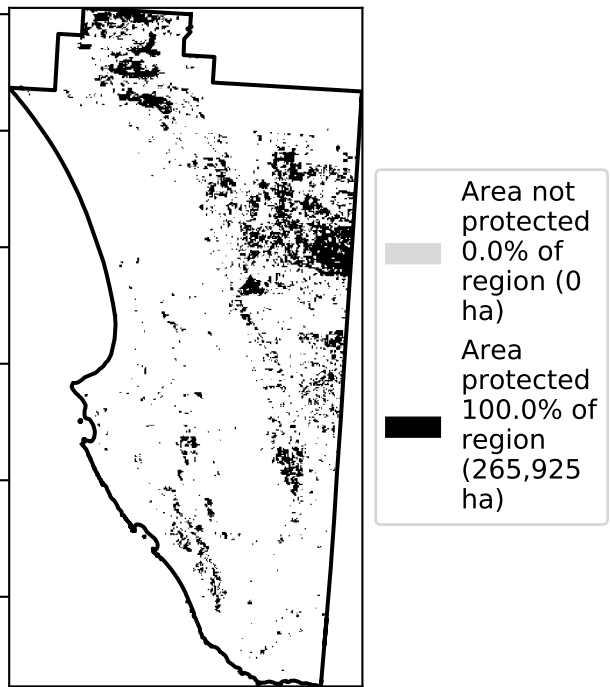 Area not
protected
0.0% of
region (0
ha)
Area
protected
100.0% of
region
(265,925
ha)